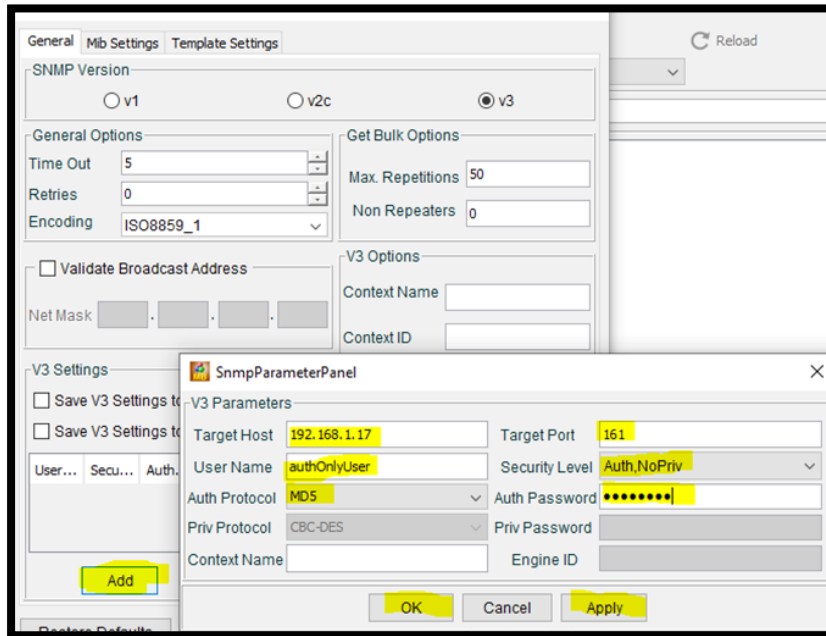 General Mib Settings Template Settings
Reload
SNMP Version
v1 v2c v3
General Options
Time Out 5
Retries 0
Encoding ISO8859_1
Get Bulk Options
Max. Repetitions 50
Non Repeaters 0
Validate Broadcast Address
Net Mask . . .
V3 Options
Context Name
Context ID
V3 Settings
Save V3 Settings to
Save V3 Settings to
User... Secu... Auth.
Add
SnmpParameterPanel
V3 Parameters
Target Host 192.168.1.17 Target Port 161
User Name authOnlyUser Security Level Auth,NoPriv
Auth Protocol MD5 Auth Password ●●●●●●●●
Priv Protocol CBC-DES Priv Password
Context Name Engine ID
OK Cancel Apply
Restore Defaults